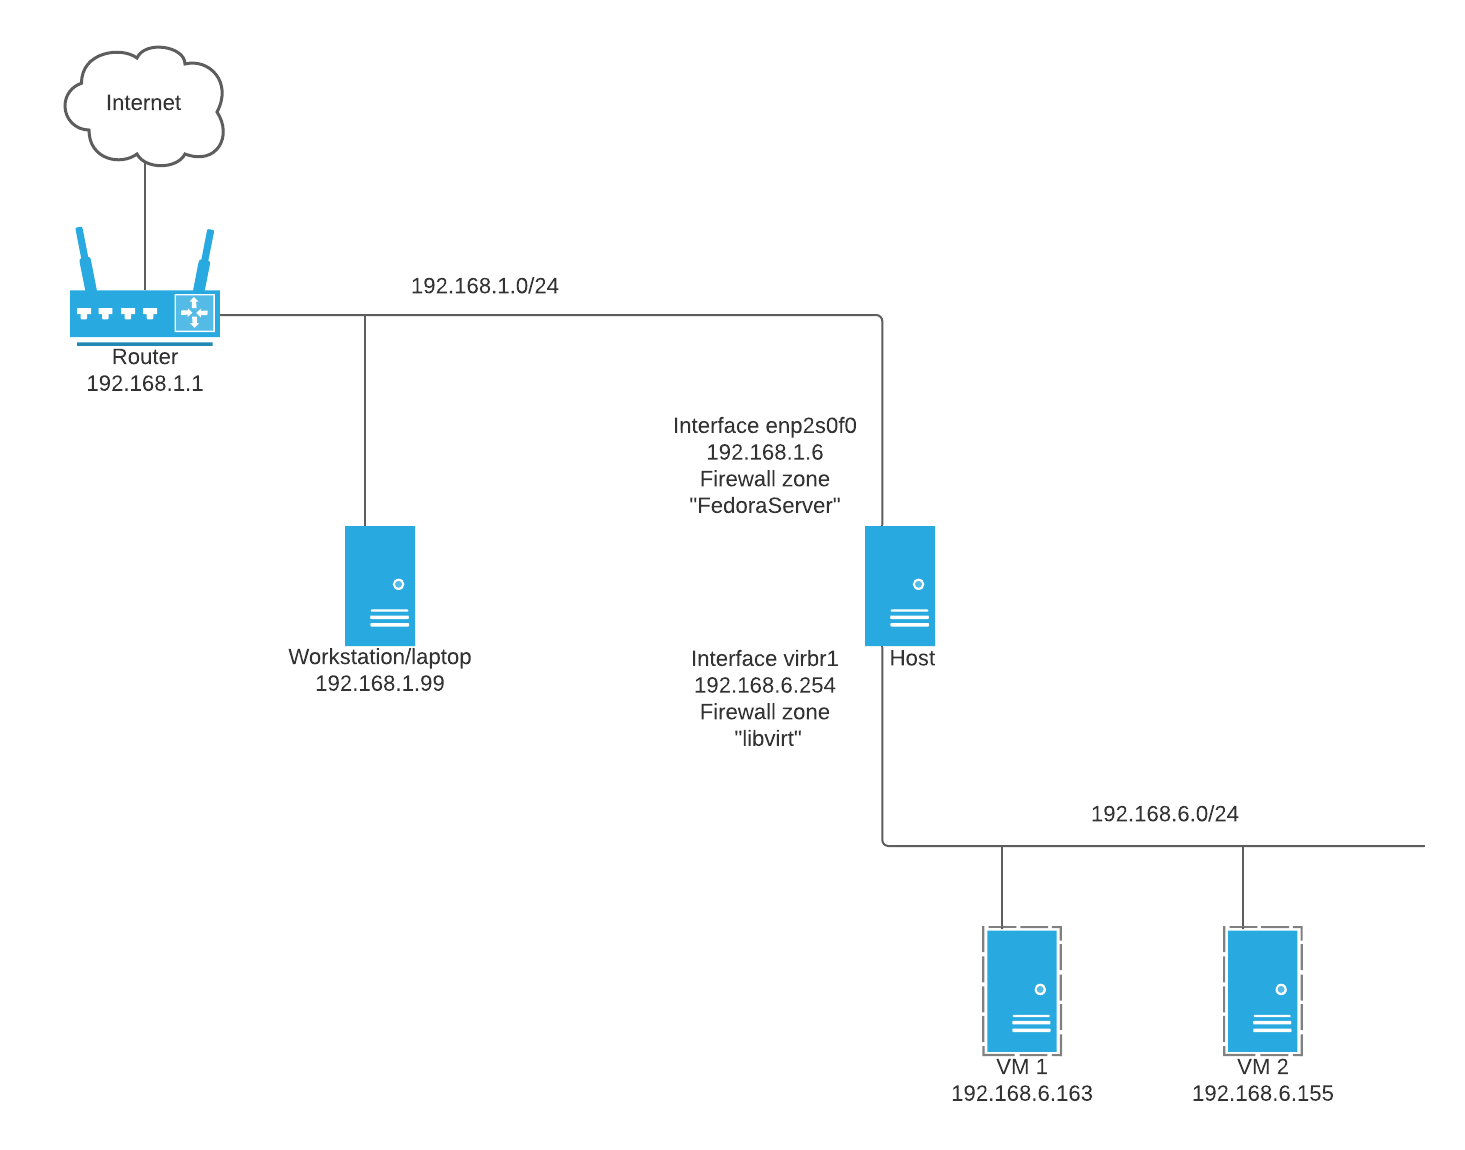 Internet
192.168.1.0/24
Router
192.168.1.1
Interface enp2s0f0
192.168.1.6
Firewall zone
"FedoraServer"
Workstation/laptop
192.168.1.99
Interface virbr1
192.168.6.254
Firewall zone
"libvirt"
Host
192.168.6.0/24
VM 1
192.168.6.163
VM 2
192.168.6.155